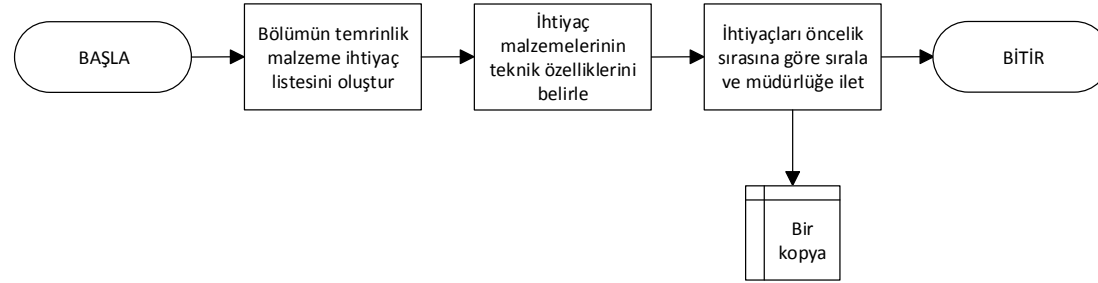 BAŞLA
Bölümün temrinlik
malzeme ihtiyaç
listesini oluştur
İhtiyaç
malzemelerinin
teknik özelliklerini
belirle
İhtiyaçları öncelik
sırasına göre sırala
ve müdürlüğe ilet
BİTİR
Bir
kopya